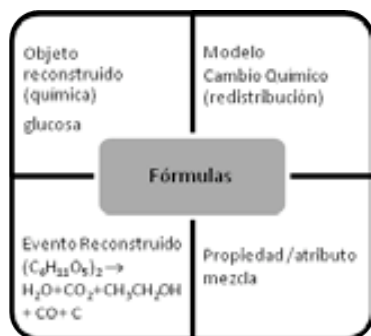 Objeto
reconstruido
(química)
glucosa
Modelo
Cambio Químico
(redistribución)
Fórmulas
Evento Reconstruido
(C₆H₁₁O₅)₂ →
H₂O+CO₂+CH₃CH₂OH
+ CO+ C
Propiedad /atributo
mezcla